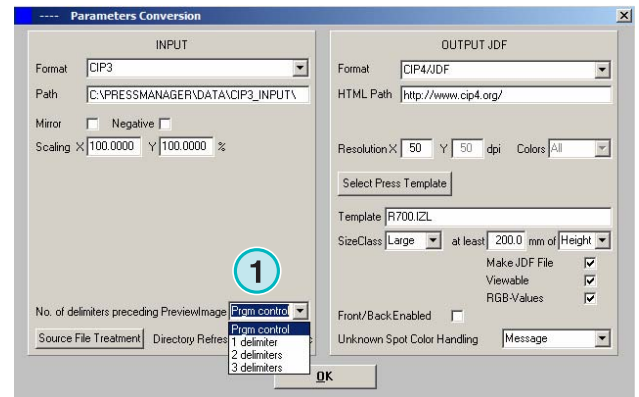 ---- Parameters Conversion
INPUT
Format CIP3
Path C:\PRESSMANAGER\DATA\CIP3_INPUT\
Mirror Negative
Scaling X 100.0000 Y 100.0000 %
1
No. of delimiters preceding PreviewImage Prgm control
Prgm control
1 delimiter
2 delimiters
3 delimiters
Source File Treatment Directory Refres
OUTPUT JDF
Format CIP4/JDF
HTML Path http://www.cip4.org/
Resolution X 50 Y 50 dpi Colors All
Select Press Template
Template R700.IZL
SizeClass Large at least 200.0 mm of Height
Make JDF File
Viewable
RGB-Values
Front/Back Enabled
Unknown Spot Color Handling Message
OK